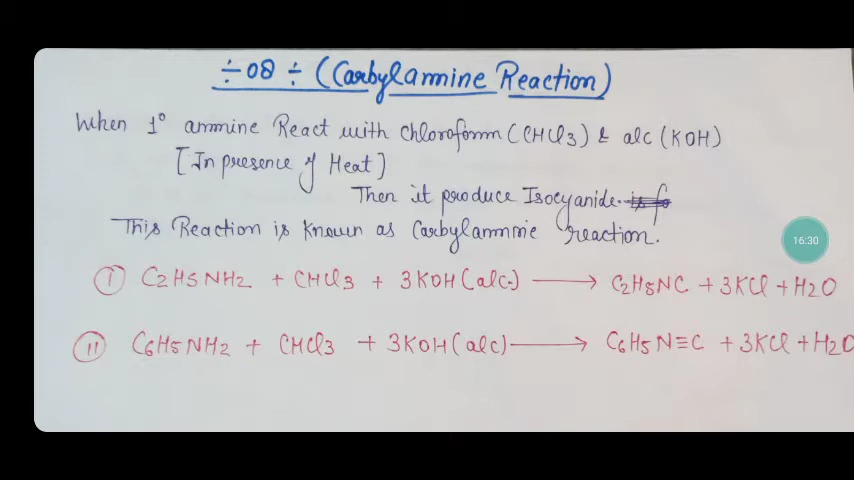 ÷08÷ (Carbylamine Reaction)
When 1° ammine React with Chloroform (CHCl3) & alc (KOH)
[In presence of Heat]
Then it produce Isocyanide
This Reaction is known as Carbylammine reaction.
16:30
(I) C2H5NH2 + CHCl3 + 3KOH(alc.) ⟶ C2H5NC + 3KCl + H2O
(II) C6H5NH2 + CHCl3 + 3KOH(alc) ⟶ C6H5N≡C + 3KCl + H2O